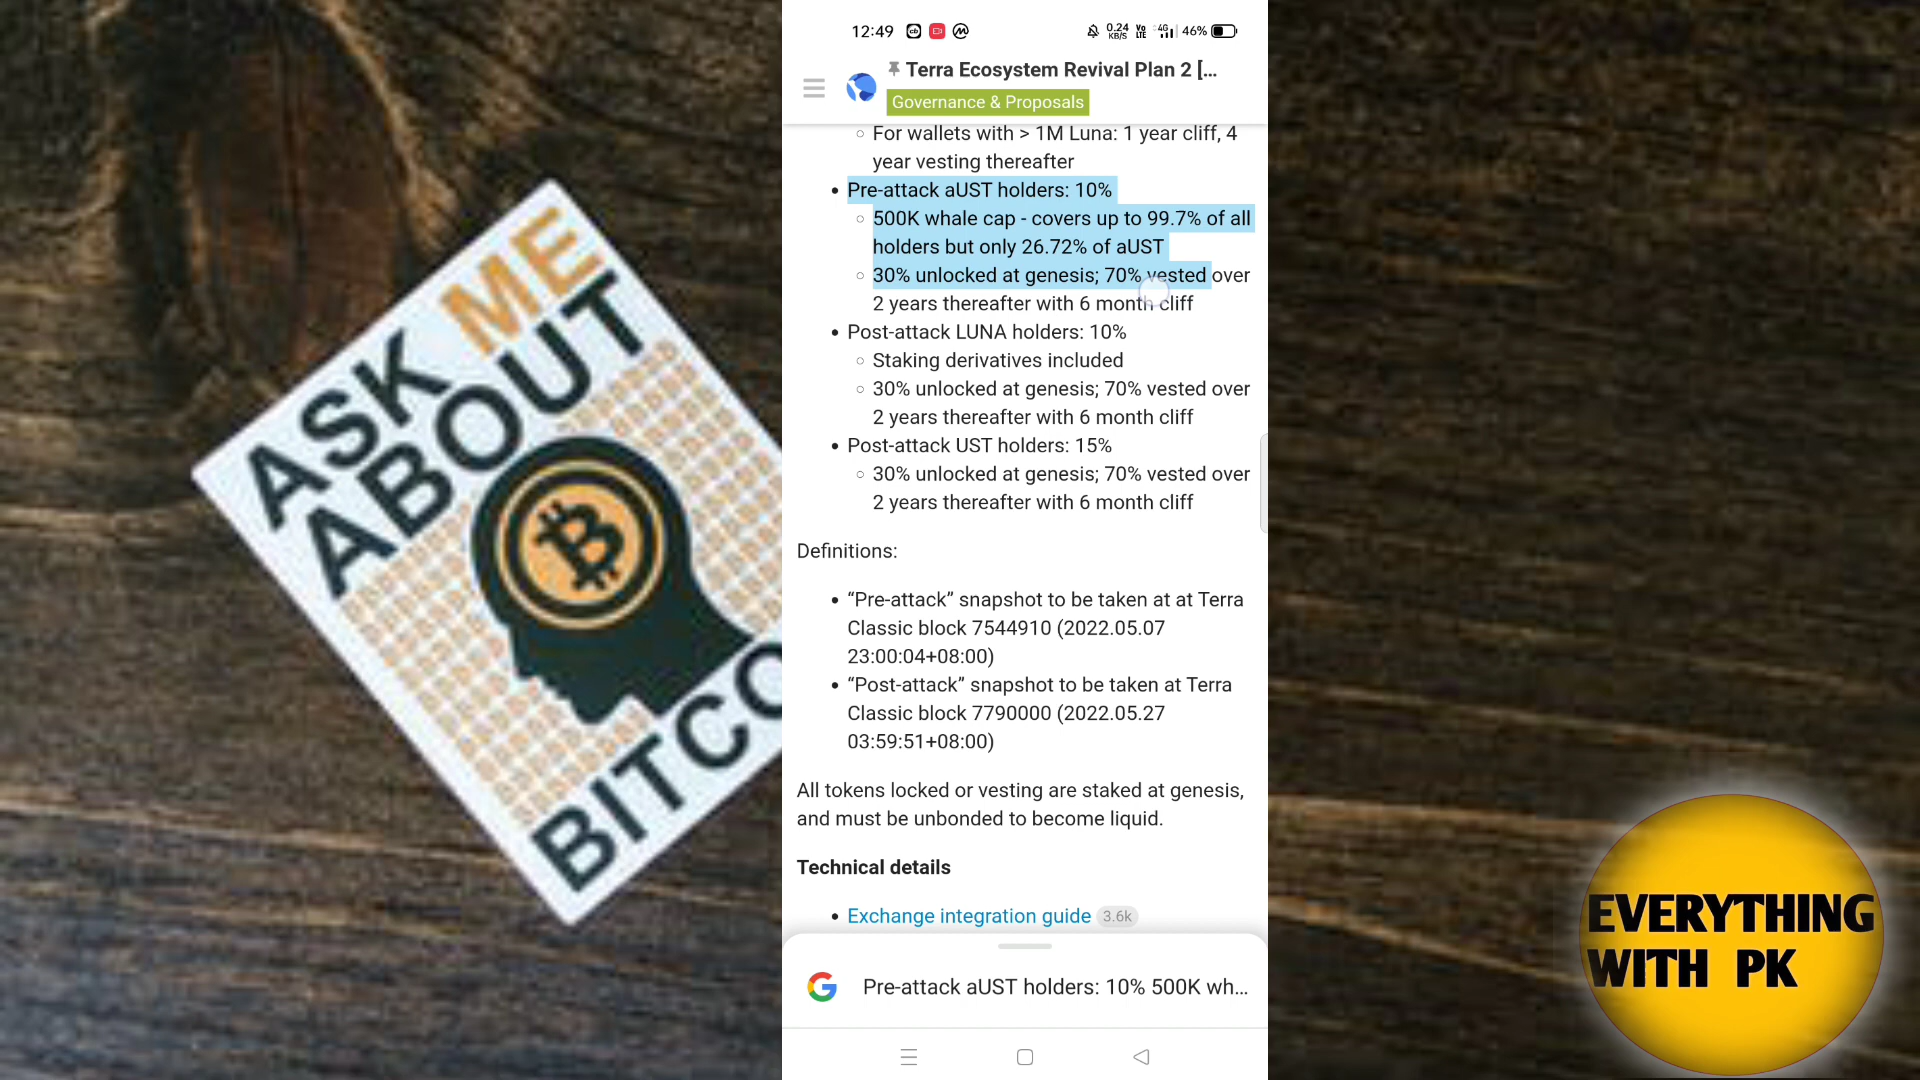 ASK ME
ABOUT
BITCO
12:49
0.24
KB/S
Vo
LTE
4G
46%
Terra Ecosystem Revival Plan 2 [...
Governance & Proposals
For wallets with > 1M Luna: 1 year cliff, 4
year vesting thereafter
Pre-attack aUST holders: 10%
500K whale cap - covers up to 99.7% of all
holders but only 26.72% of aUST
30% unlocked at genesis; 70% vested over
2 years thereafter with 6 month cliff
Post-attack LUNA holders: 10%
Staking derivatives included
30% unlocked at genesis; 70% vested over
2 years thereafter with 6 month cliff
Post-attack UST holders: 15%
30% unlocked at genesis; 70% vested over
2 years thereafter with 6 month cliff
Definitions:
“Pre-attack” snapshot to be taken at at Terra
Classic block 7544910 (2022.05.07
23:00:04+08:00)
“Post-attack” snapshot to be taken at Terra
Classic block 7790000 (2022.05.27
03:59:51+08:00)
All tokens locked or vesting are staked at genesis,
and must be unbonded to become liquid.
Technical details
Exchange integration guide 3.6k
Pre-attack aUST holders: 10% 500K wh...
EVERYTHING
WITH PK